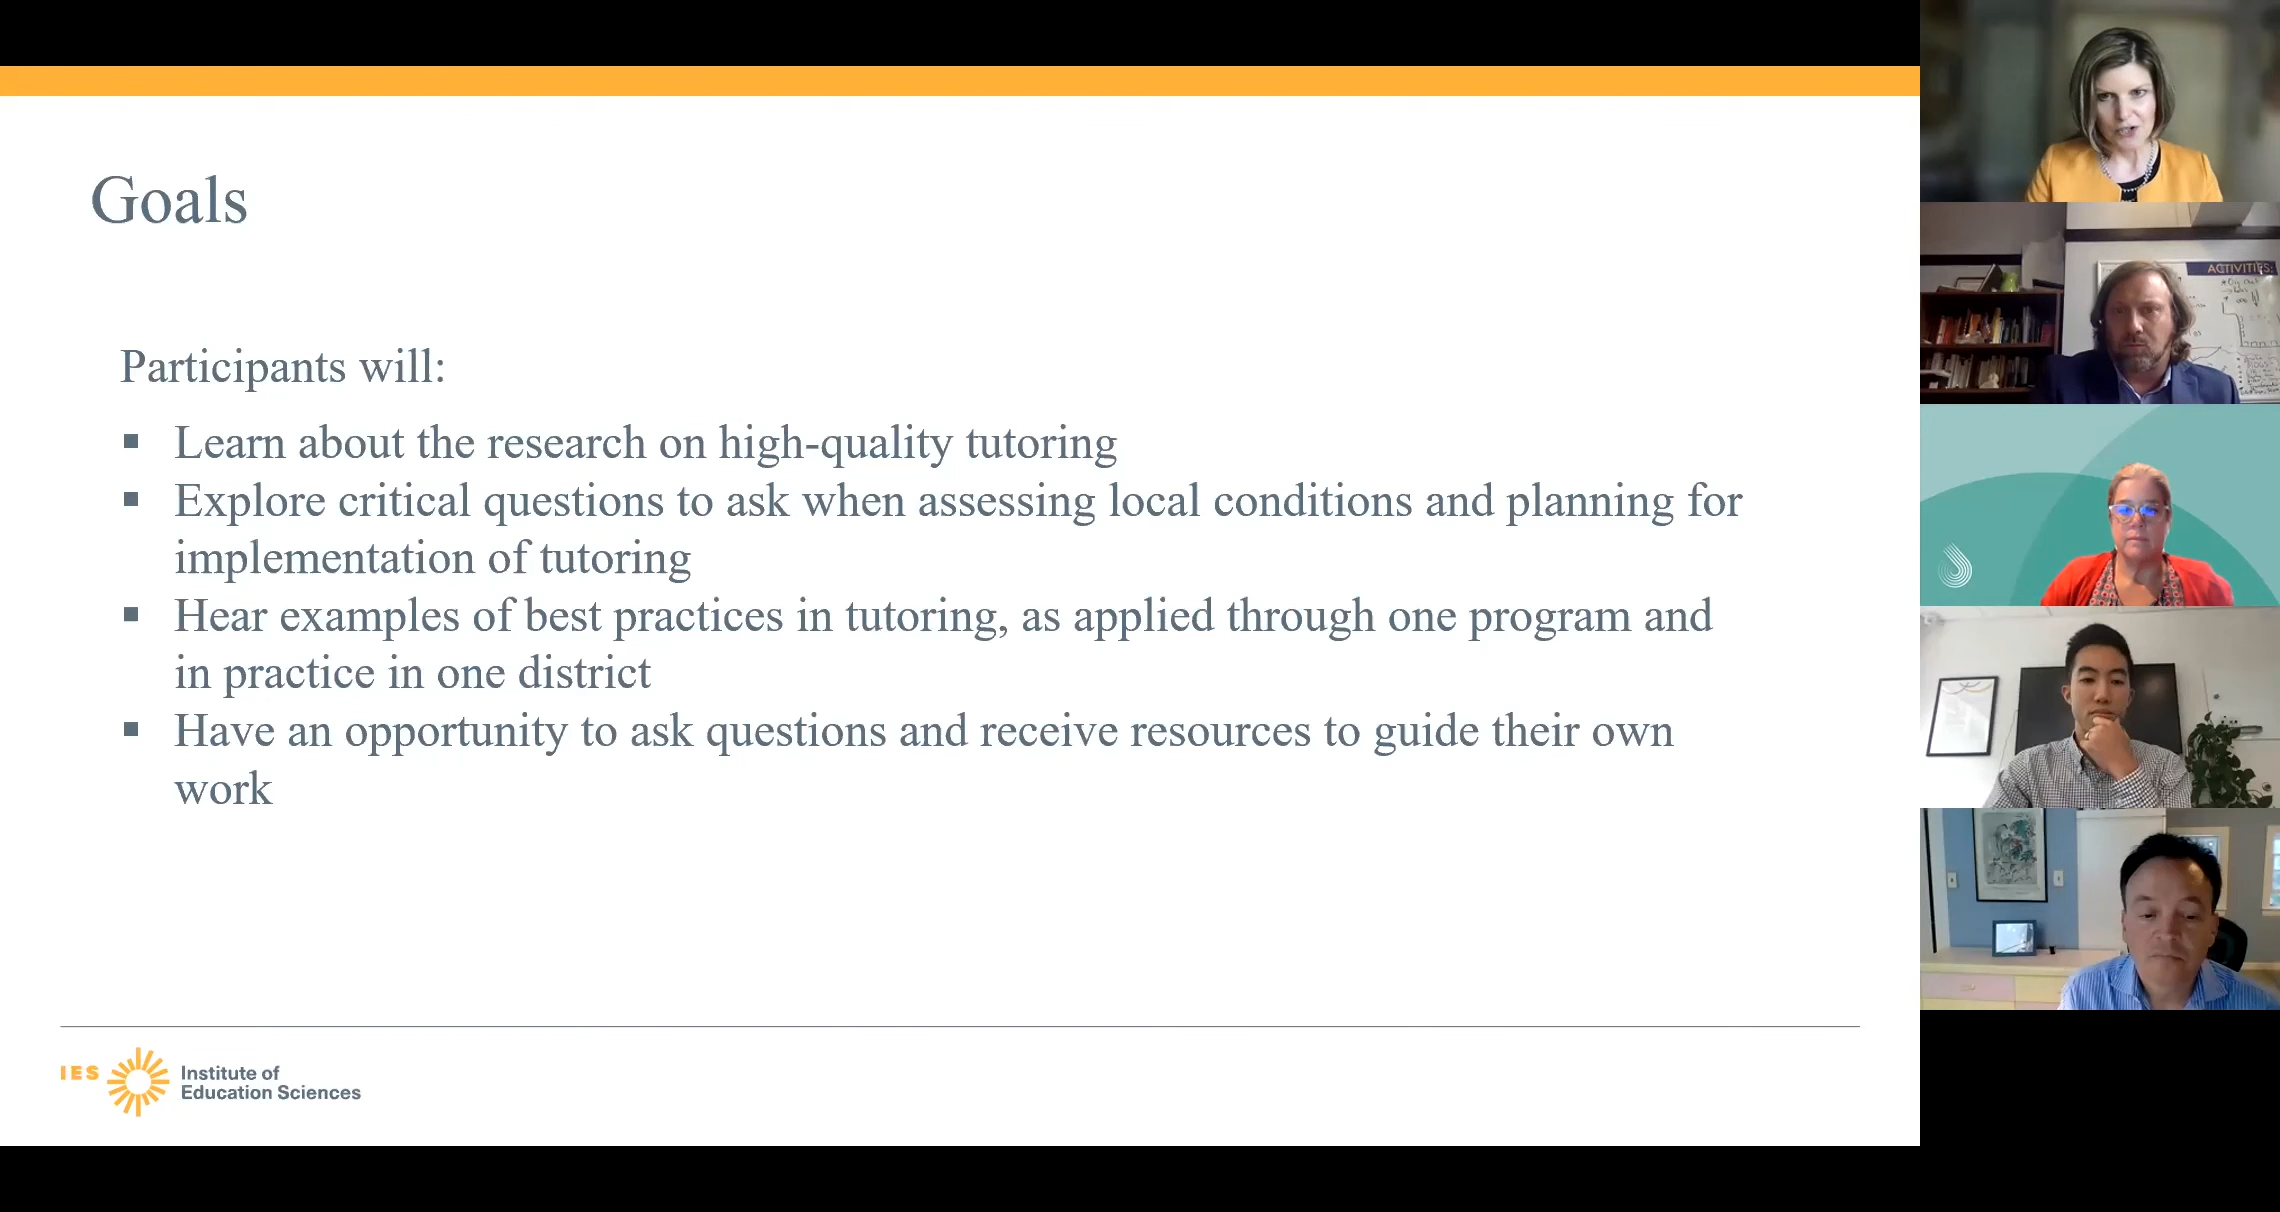 Goals
Participants will:
▪ Learn about the research on high-quality tutoring
▪ Explore critical questions to ask when assessing local conditions and planning for
implementation of tutoring
▪ Hear examples of best practices in tutoring, as applied through one program and
in practice in one district
▪ Have an opportunity to ask questions and receive resources to guide their own
work
IES
Institute of
Education Sciences
ACTIVITIES: